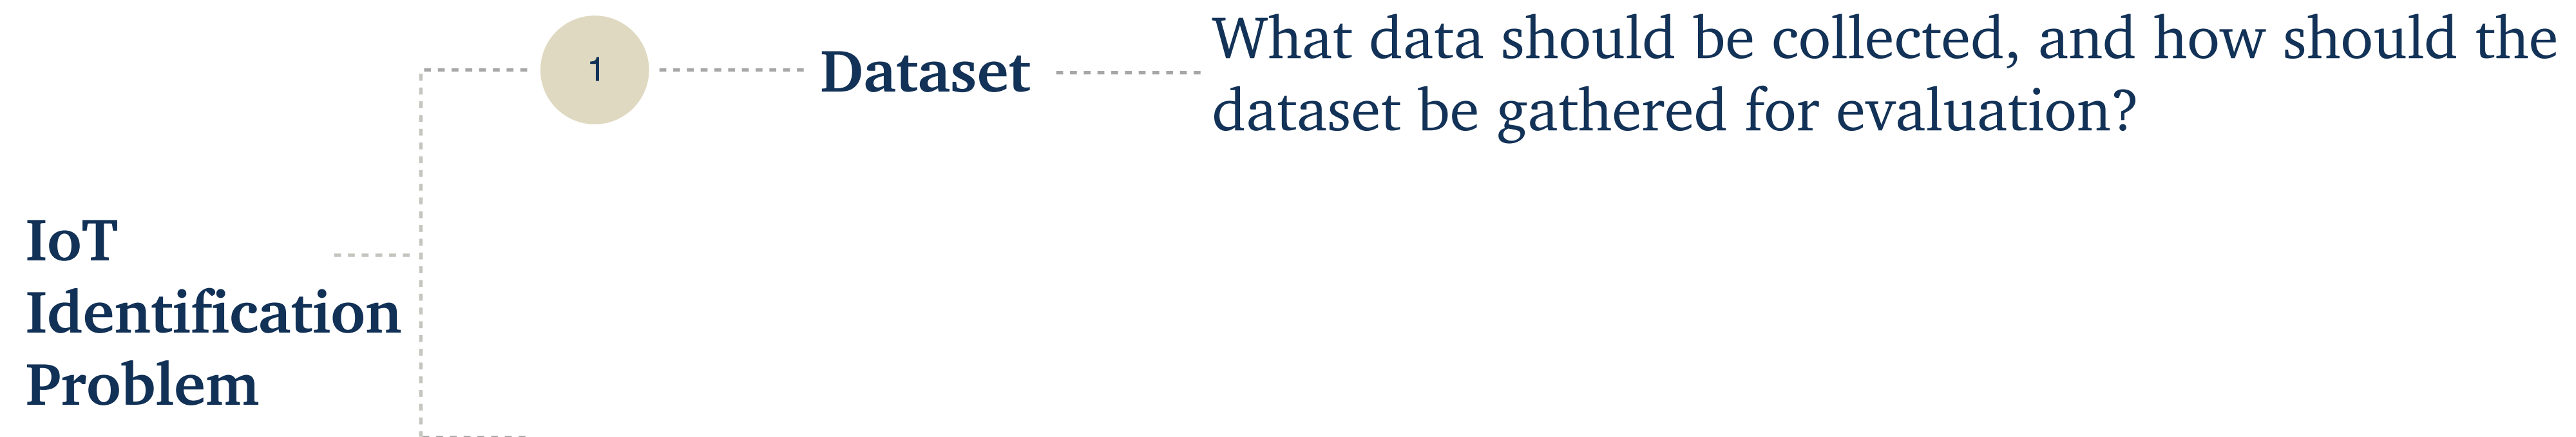 1
Dataset
What data should be collected, and how should the
dataset be gathered for evaluation?
IoT
Identification
Problem